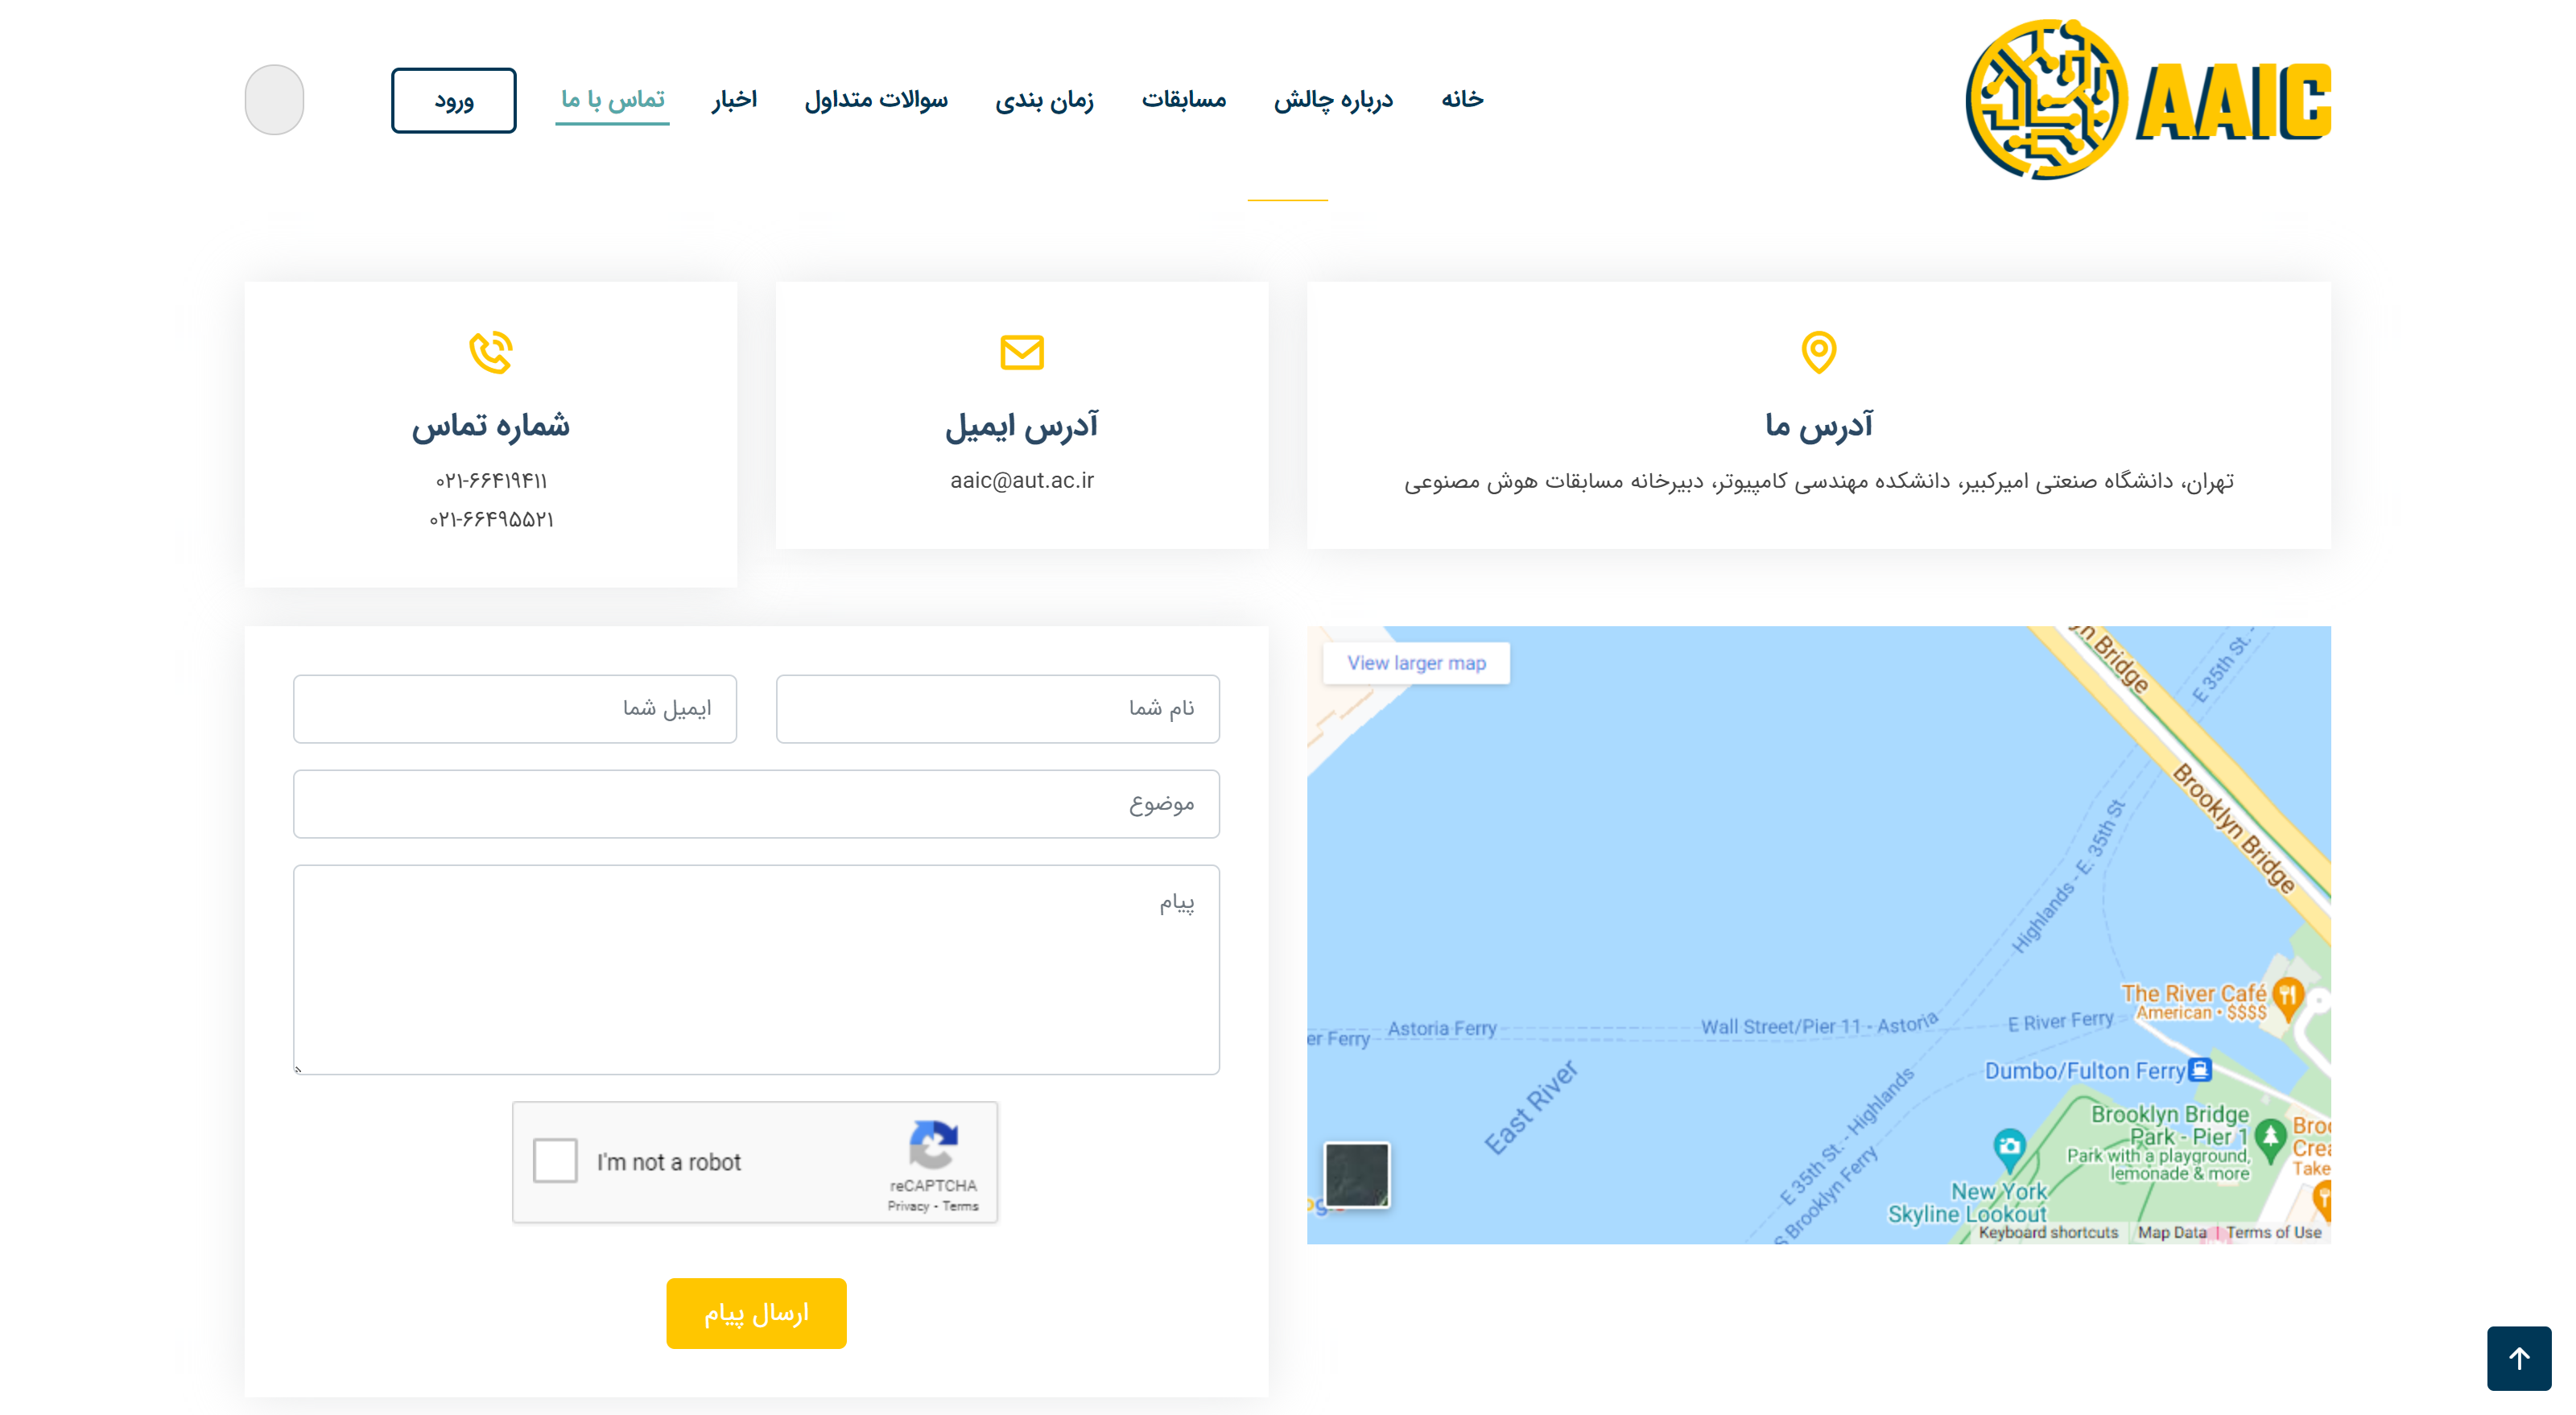 AAIC
خانه
درباره چالش
مسابقات
زمان بندی
سوالات متداول
اخبار
تماس با ما
ورود
آدرس ما
تهران، دانشگاه صنعتی امیرکبیر، دانشکده مهندسی کامپیوتر، دبیرخانه مسابقات هوش مصنوعی
آدرس ایمیل
aaic@aut.ac.ir
شماره تماس
۰۲۱-۶۶۴۱۹۴۱۱
۰۲۱-۶۶۴۹۵۵۲۱
View larger map
Brooklyn Bridge
E 35th St. -
Brooklyn Bridge
Highlands - E. 35th St
The River Café
American • $$$$
Astoria Ferry
Wall Street/Pier 11 - Astoria
E River Ferry
er Ferry
Dumbo/Fulton Ferry
East River
E 35th St. - Highlands
S Brooklyn Ferry
Brooklyn Bridge
Park - Pier 1
Park with a playground,
lemonade & more
New York
Skyline Lookout
Keyboard shortcuts
Map Data
Terms of Use
نام شما
ایمیل شما
موضوع
پیام
I'm not a robot
reCAPTCHA
Privacy - Terms
ارسال پیام